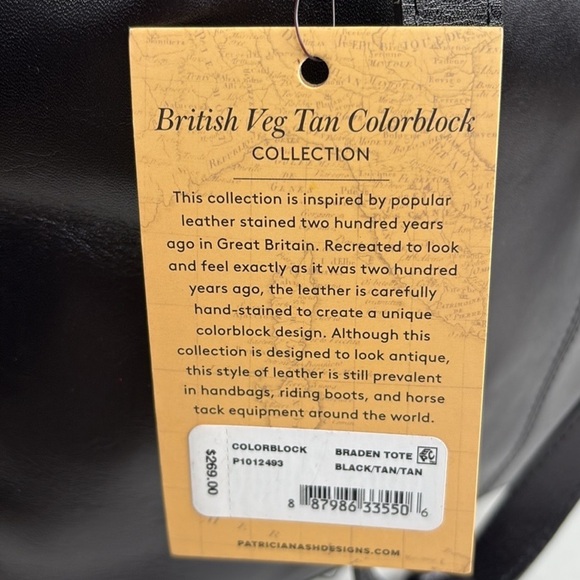 British Veg Tan Colorblock
COLLECTION
This collection is inspired by popular
leather stained two hundred years
ago in Great Britain. Recreated to look
and feel exactly as it was two hundred
years ago, the leather is carefully
hand-stained to create a unique
colorblock design. Although this
collection is designed to look antique,
this style of leather is still prevalent
in handbags, riding boots, and horse
tack equipment around the world.
$269.00
COLORBLOCK BRADEN TOTE
P1012493 BLACK/TAN/TAN
8 87986 33550 6
PATRICIANASHDESIGNS.COM